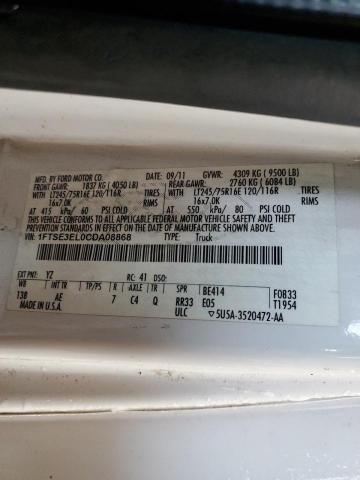 MFD. BY FORD MOTOR CO.
DATE: 09/11 GVWR: 4309 KG ( 9500 LB)
FRONT GAWR: 1837 KG ( 4050 LB) REAR GAWR: 2760 KG ( 6084 LB)
LT245/75R16E 120/116R TIRES WITH LT245/75R16E 120/116R TIRES
16x7.0K RIMS 16x7.0K RIMS
AT 415 kPa/ 60 PSI COLD AT 550 kPa/ 80 PSI COLD
THIS VEHICLE CONFORMS TO ALL APPLICABLE FEDERAL MOTOR VEHICLE SAFETY AND THEFT PREVENTION
STANDARDS IN EFFECT ON THE DATE OF MANUFACTURE SHOWN ABOVE.
VIN: 1FTSE3EL0CDA08868 TYPE: Truck
EXT PNT: YZ RC: 41 DSO:
WB INT TR TP/PS R AXLE TR SPR BE414 F0833
138 AE 7 C4 Q RR33 E05 T1954
MADE IN U.S.A. ULC 5U5A-3520472-AA